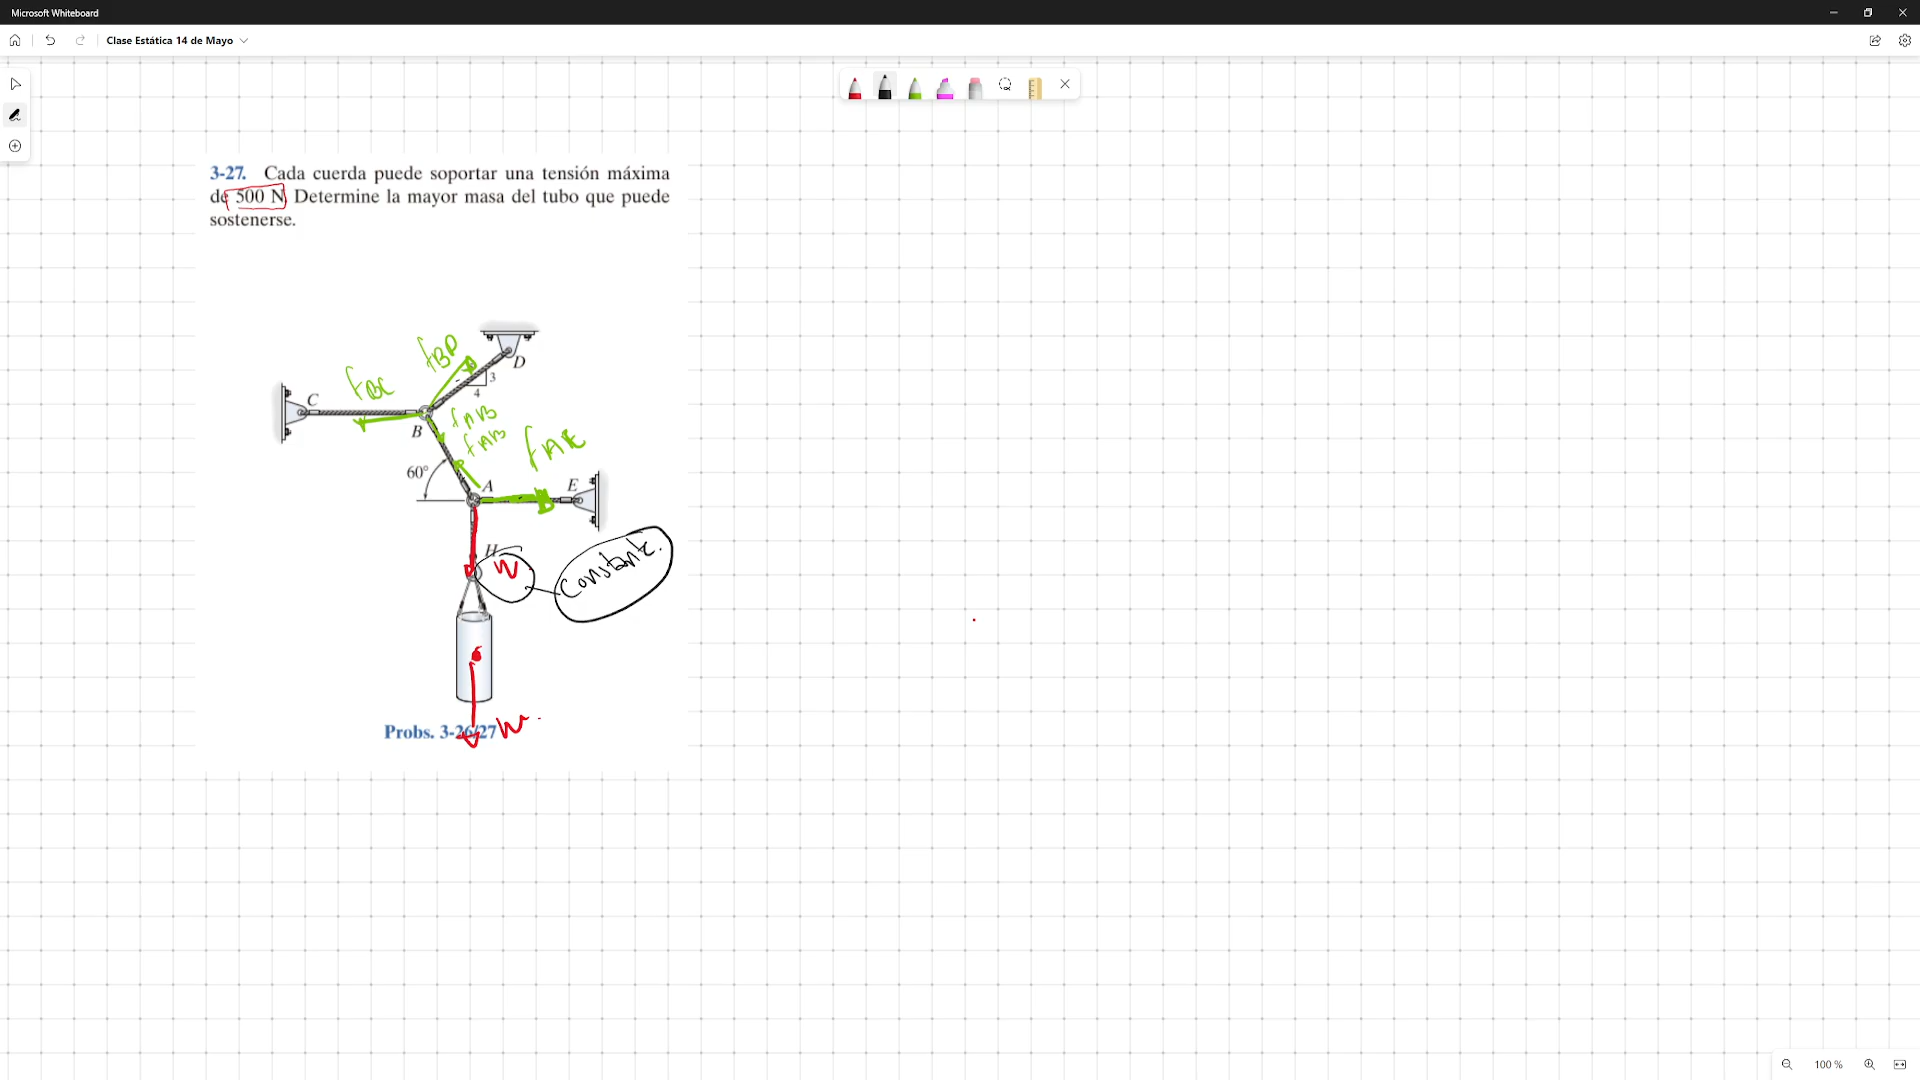 Microsoft Whiteboard
Clase Estática 14 de Mayo
3-27. Cada cuerda puede soportar una tensión máxima
de 500 N. Determine la mayor masa del tubo que puede
sostenerse.
D
fBD
3
4
fBC
C
fAB
B
fAB
fAE
60°
A
E
H
W
Constante.
Probs. 3-26/27
W.
100 %